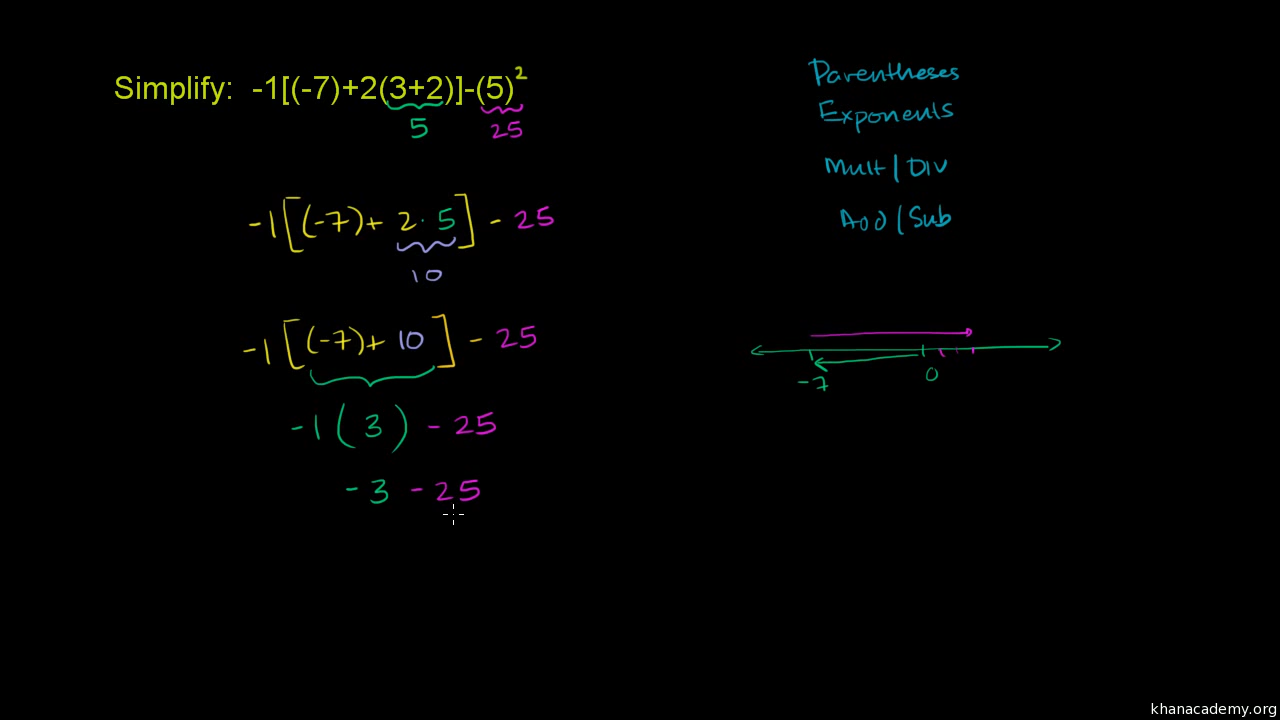 Simplify: -1[(-7)+2(3+2)]-(5)²
5 25
-1[(-7)+ 2·5] - 25
10
-1[(-7)+ 10] - 25
-1(3) - 25
-3 - 25
Parentheses
Exponents
Mult/Div
Add/Sub
-7 0
khanacademy.org